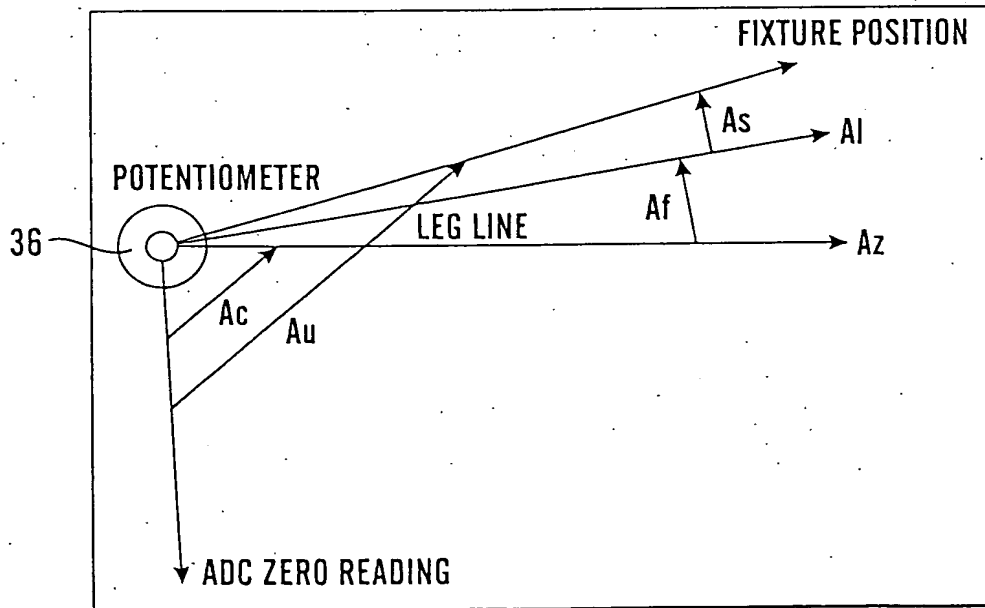 FIXTURE POSITION
As
Al
POTENTIOMETER
Af
36
LEG LINE
Az
Ac
Au
ADC ZERO READING